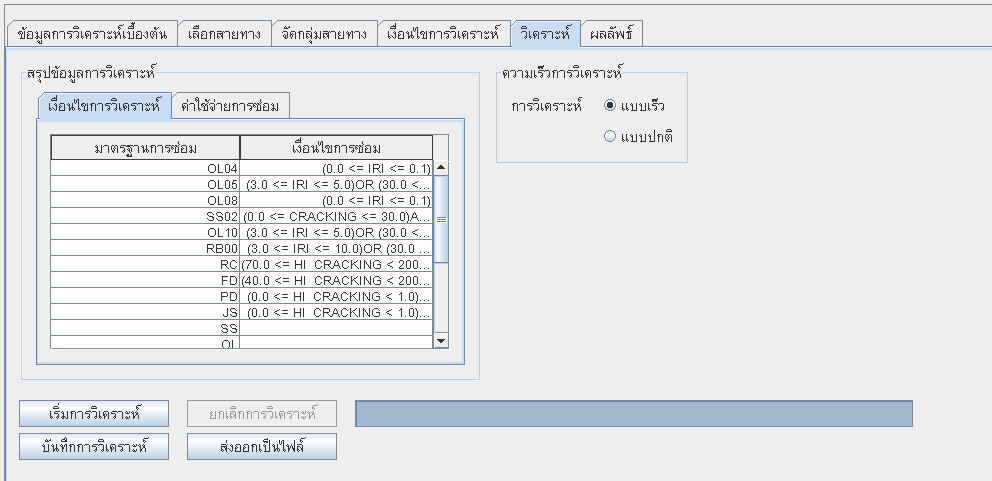 ข้อมูลการวิเคราะห์เบื้องต้น เลือกสายทาง จัดกลุ่มสายทาง เงื่อนไขการวิเคราะห์ วิเคราะห์ ผลลัพธ์
สรุปข้อมูลการวิเคราะห์ ความเร็วการวิเคราะห์
เงื่อนไขการวิเคราะห์ ค่าใช้จ่ายการซ่อม การวิเคราะห์ แบบเร็ว
แบบปกติ
มาตรฐานการซ่อม เงื่อนไขการซ่อม
OL04 (0.0 <= IRI <= 0.1)
OL05 (3.0 <= IRI <= 5.0)OR (30.0 <...
OL08 (0.0 <= IRI <= 0.1)
SS02 (0.0 <= CRACKING <= 30.0)A...
OL10 (3.0 <= IRI <= 5.0)OR (30.0 <...
RB00 (3.0 <= IRI <= 10.0)OR (30.0 ...
RC (70.0 <= HI_CRACKING < 200...
FD (40.0 <= HI_CRACKING < 200...
PD (0.0 <= HI_CRACKING < 1.0)...
JS (0.0 <= HI_CRACKING < 1.0)...
SS
OL
เริ่มการวิเคราะห์ ยกเลิกการวิเคราะห์
บันทึกการวิเคราะห์ ส่งออกเป็นไฟล์